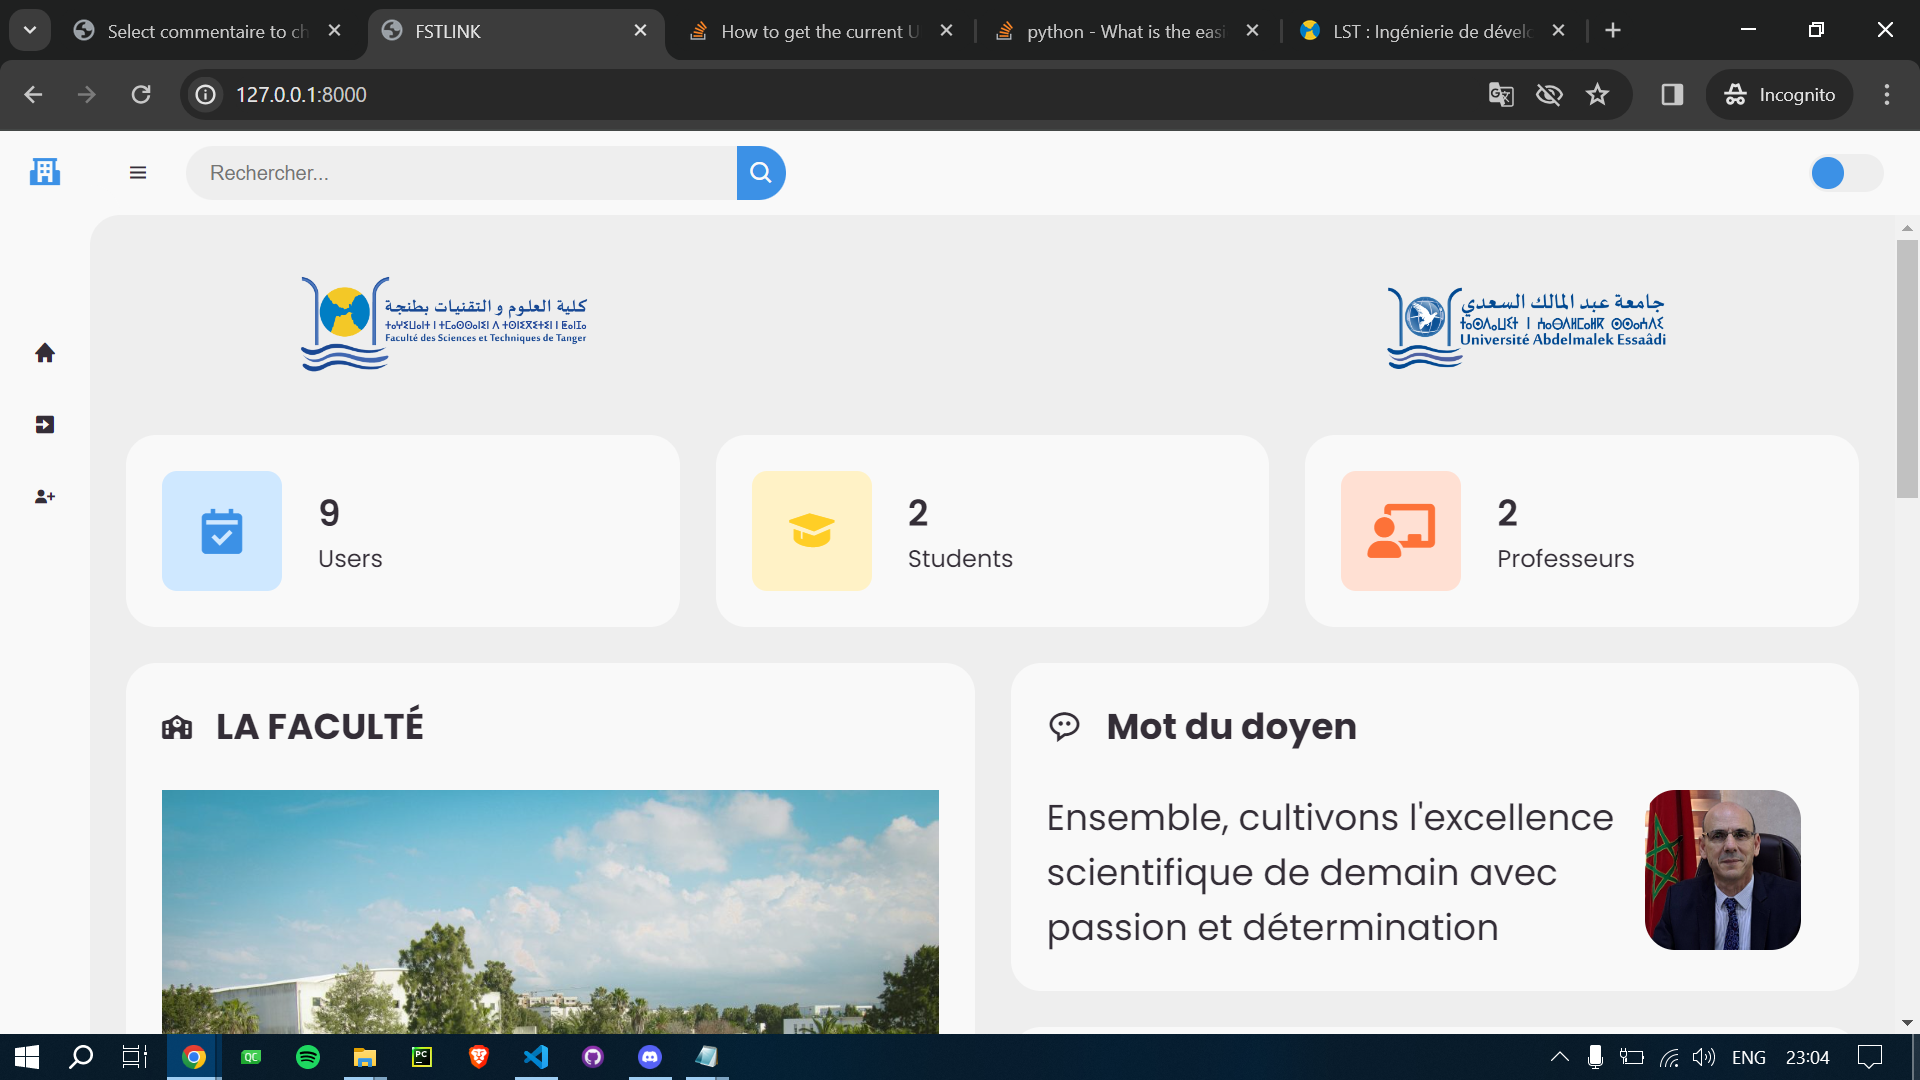 Select commentaire to ch
FSTLINK
How to get the current U
python - What is the easi
LST : Ingénierie de dévelo
127.0.0.1:8000
Incognito
Rechercher...
كلية العلوم و التقنيات بطنجة
Faculté des Sciences et Techniques de Tanger
جامعة عبد المالك السعدي
Université Abdelmalek Essaâdi
9
Users
2
Students
2
Professeurs
LA FACULTÉ
Mot du doyen
Ensemble, cultivons l'excellence
scientifique de demain avec
passion et détermination
QC
PC
ENG
23:04